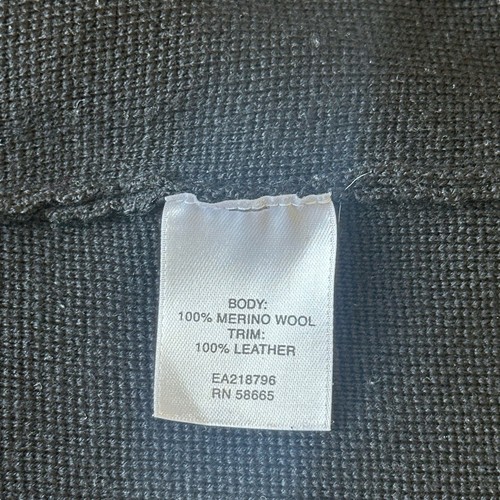 BODY:
100% MERINO WOOL
TRIM:
100% LEATHER
EA218796
RN 58665